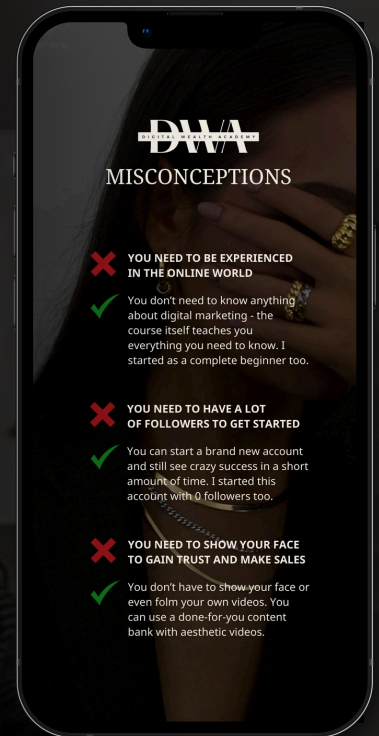 DWA
DIGITAL WEALTH ACADEMY
MISCONCEPTIONS
YOU NEED TO BE EXPERIENCED
IN THE ONLINE WORLD
You don't need to know anything
about digital marketing - the
course itself teaches you
everything you need to know. I
started as a complete beginner too.
YOU NEED TO HAVE A LOT
OF FOLLOWERS TO GET STARTED
You can start a brand new account
and still see crazy success in a short
amount of time. I started this
account with 0 followers too.
YOU NEED TO SHOW YOUR FACE
TO GAIN TRUST AND MAKE SALES
You don't have to show your face or
even folm your own videos. You
can use a done-for-you content
bank with aesthetic videos.